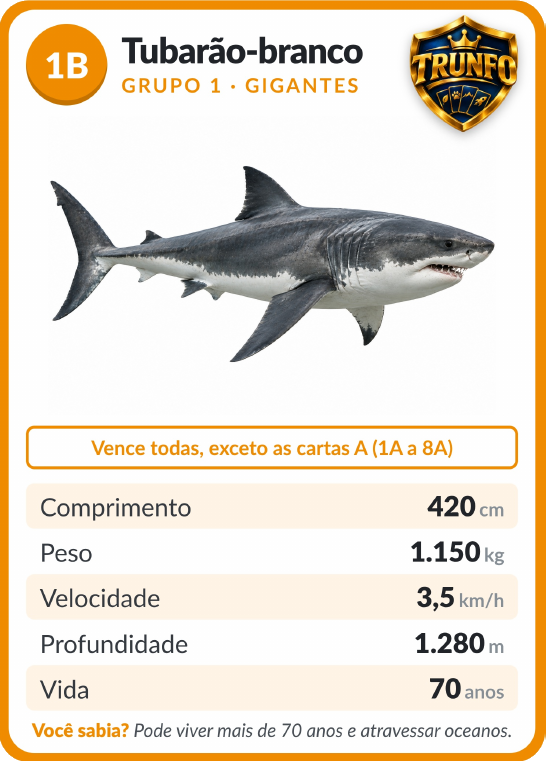 1B
Tubarão-branco
GRUPO 1 · GIGANTES
TRUNFO
Vence todas, exceto as cartas A (1A a 8A)
Comprimento 420 cm
Peso 1.150 kg
Velocidade 3,5 km/h
Profundidade 1.280 m
Vida 70 anos
Você sabia? Pode viver mais de 70 anos e atravessar oceanos.